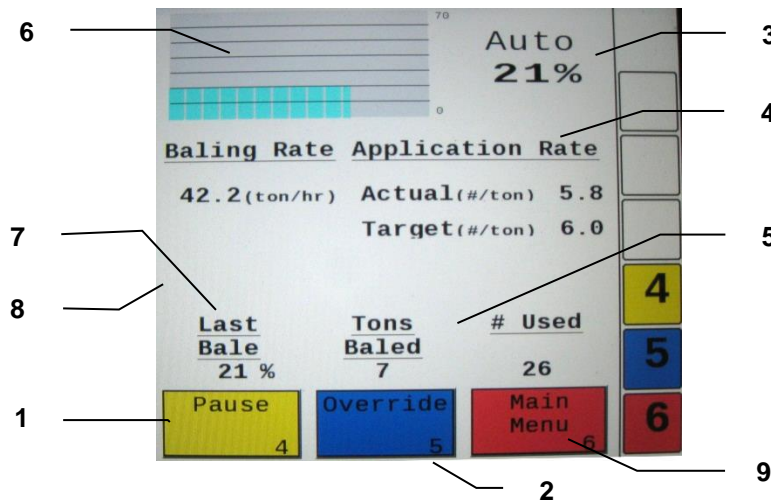 6
70
0
Auto
21%
3
4
Baling Rate Application Rate
42.2(ton/hr) Actual(#/ton) 5.8
Target(#/ton) 6.0
7
8
5
Last
Bale
21 %
Tons
Baled
7
# Used
26
4
5
6
1
Pause
4
Override
5
Main
Menu
6
2
9